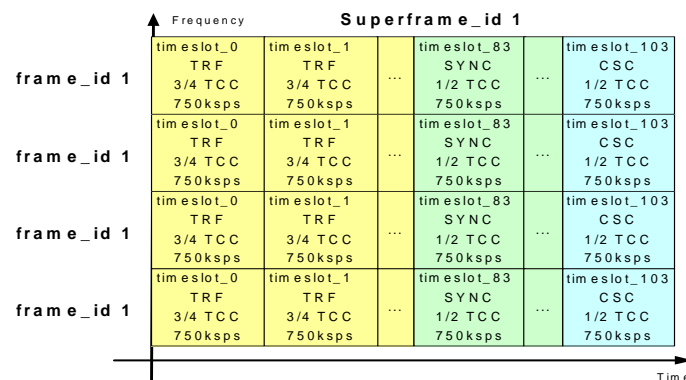 Frequency
Superframe_id 1
timeslot_0 timeslot_1 timeslot_83 timeslot_103
TRF TRF SYNC CSC
frame_id 1 ... ...
3/4 TCC 3/4 TCC 1/2 TCC 1/2 TCC
750ksps 750ksps 750ksps 750ksps
timeslot_0 timeslot_1 timeslot_83 timeslot_103
TRF TRF SYNC CSC
frame_id 1 ... ...
3/4 TCC 3/4 TCC 1/2 TCC 1/2 TCC
750ksps 750ksps 750ksps 750ksps
timeslot_0 timeslot_1 timeslot_83 timeslot_103
TRF TRF SYNC CSC
frame_id 1 ... ...
3/4 TCC 3/4 TCC 1/2 TCC 1/2 TCC
750ksps 750ksps 750ksps 750ksps
timeslot_0 timeslot_1 timeslot_83 timeslot_103
TRF TRF SYNC CSC
frame_id 1 ... ...
3/4 TCC 3/4 TCC 1/2 TCC 1/2 TCC
750ksps 750ksps 750ksps 750ksps
Time